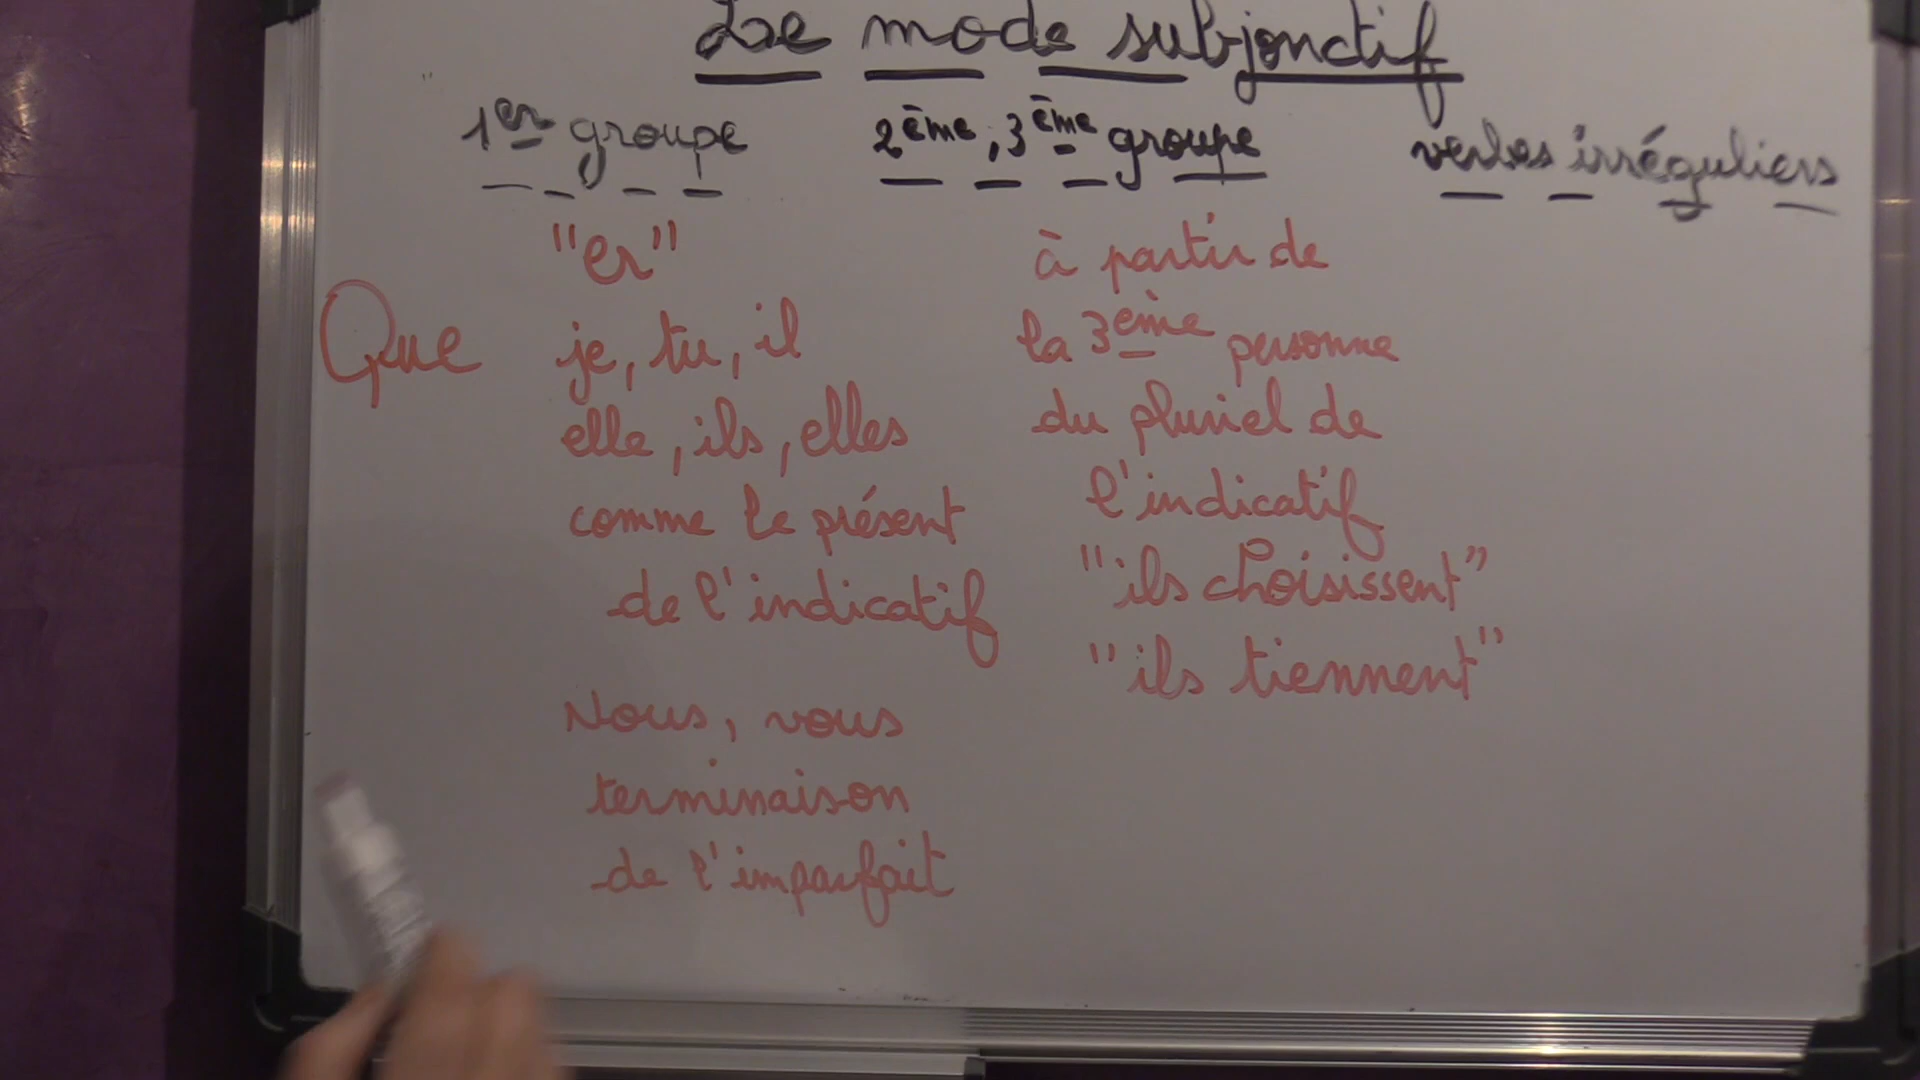 Le mode subjonctif
1er groupe
"er"
Que je, tu, il
elle, ils, elles
comme le présent
de l'indicatif
Nous, vous
terminaison
de l'imparfait
2ème, 3ème groupe
à partir de
la 3ème personne
du pluriel de
l'indicatif
"ils choisissent"
"ils tiennent"
verbes irréguliers